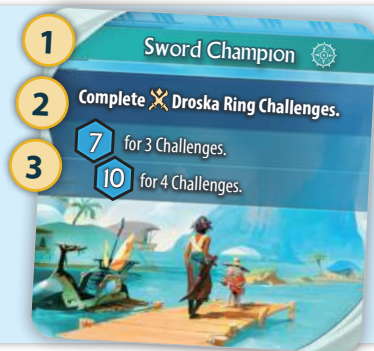 1 Sword Champion
2 Complete Droska Ring Challenges.
3 7 for 3 Challenges.
10 for 4 Challenges.